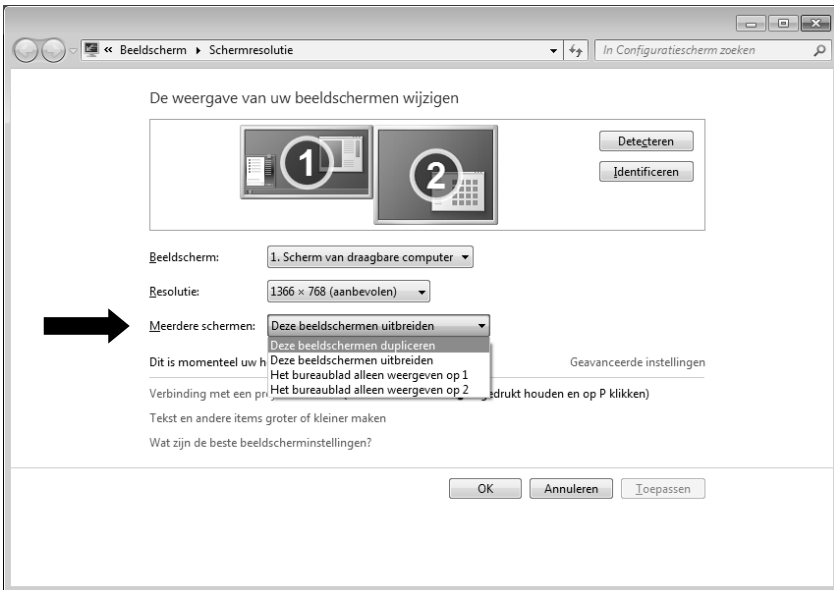 « Beeldscherm ▸ Schermresolutie
In Configuratiescherm zoeken
De weergave van uw beeldschermen wijzigen
1
2
Detecteren
Identificeren
Beeldscherm: 1. Scherm van draagbare computer
Resolutie: 1366 × 768 (aanbevolen)
Meerdere schermen: Deze beeldschermen uitbreiden
Deze beeldschermen dupliceren
Deze beeldschermen uitbreiden
Het bureaublad alleen weergeven op 1
Het bureaublad alleen weergeven op 2
Dit is momenteel uw
Geavanceerde instellingen
Verbinding met een houden en op P klikken)
Tekst en andere items groter of kleiner maken
Wat zijn de beste beeldscherminstellingen?
OK Annuleren Toepassen